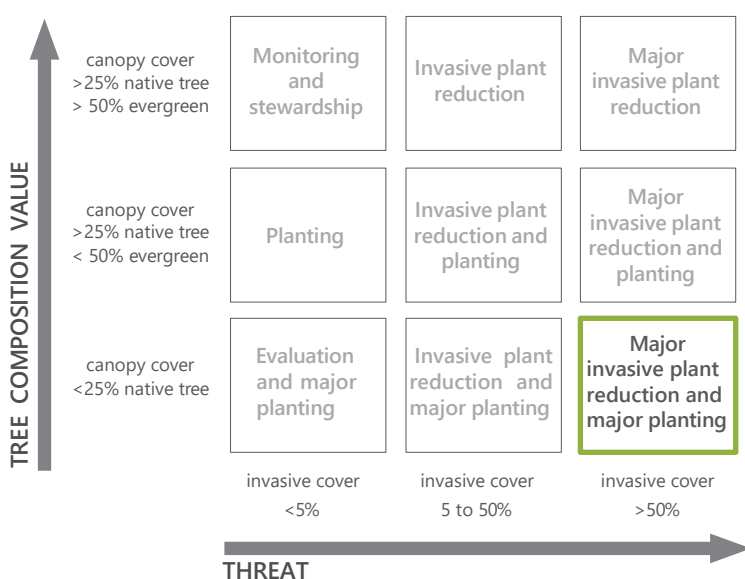 TREE COMPOSITION VALUE
canopy cover
>25% native tree
> 50% evergreen
Monitoring
and
stewardship
Invasive plant
reduction
Major
invasive plant
reduction
canopy cover
>25% native tree
< 50% evergreen
Planting
Invasive plant
reduction and
planting
Major
invasive plant
reduction and
planting
canopy cover
<25% native tree
Evaluation
and major
planting
Invasive plant
reduction and
major planting
Major
invasive plant
reduction and
major planting
invasive cover
<5%
invasive cover
5 to 50%
invasive cover
>50%
THREAT